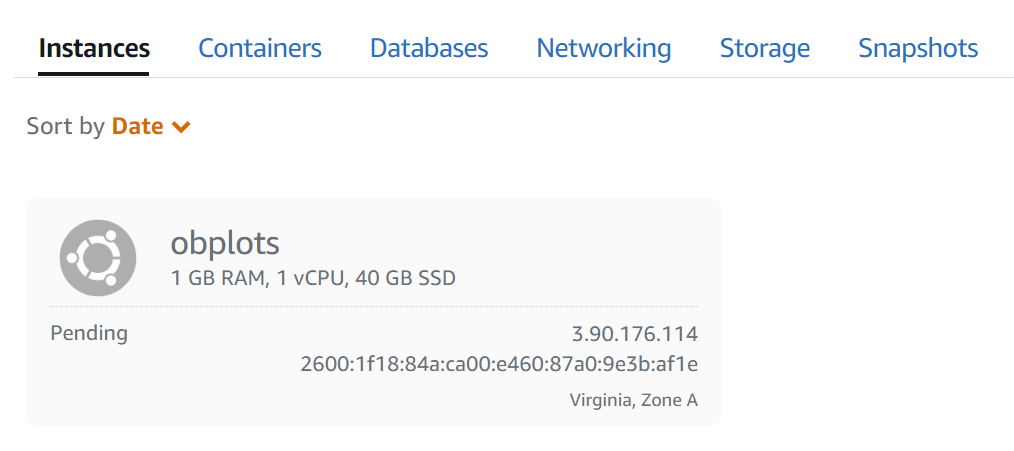 Instances Containers Databases Networking Storage Snapshots
Sort by Date
obplots
1 GB RAM, 1 vCPU, 40 GB SSD
Pending 3.90.176.114
2600:1f18:84a:ca00:e460:87a0:9e3b:af1e
Virginia, Zone A